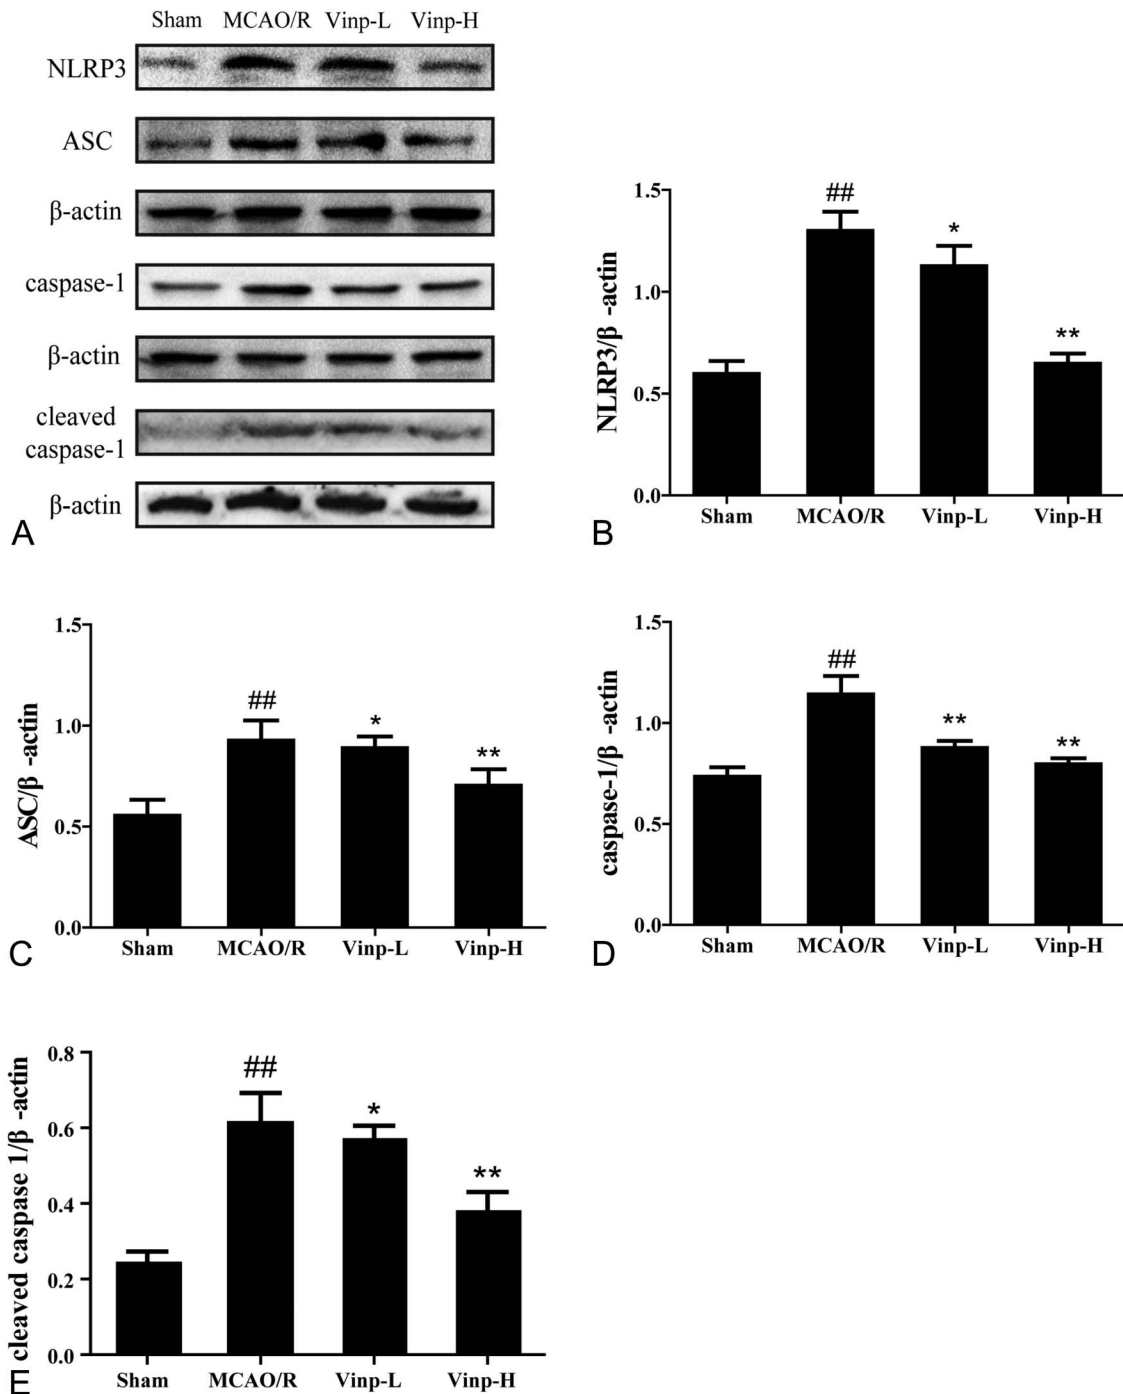 Sham MCAO/R Vinp-L Vinp-H
NLRP3
ASC
β-actin
caspase-1
β-actin
cleaved
caspase-1
β-actin
A
NLRP3/β -actin
1.5
1.0
0.5
0.0
##
*
**
Sham MCAO/R Vinp-L Vinp-H
B
ASC/β -actin
1.5
1.0
0.5
0.0
##
*
**
Sham MCAO/R Vinp-L Vinp-H
C
caspase-1/β -actin
1.5
1.0
0.5
0.0
##
**
**
Sham MCAO/R Vinp-L Vinp-H
D
cleaved caspase 1/β -actin
0.8
0.6
0.4
0.2
0.0
##
*
**
Sham MCAO/R Vinp-L Vinp-H
E